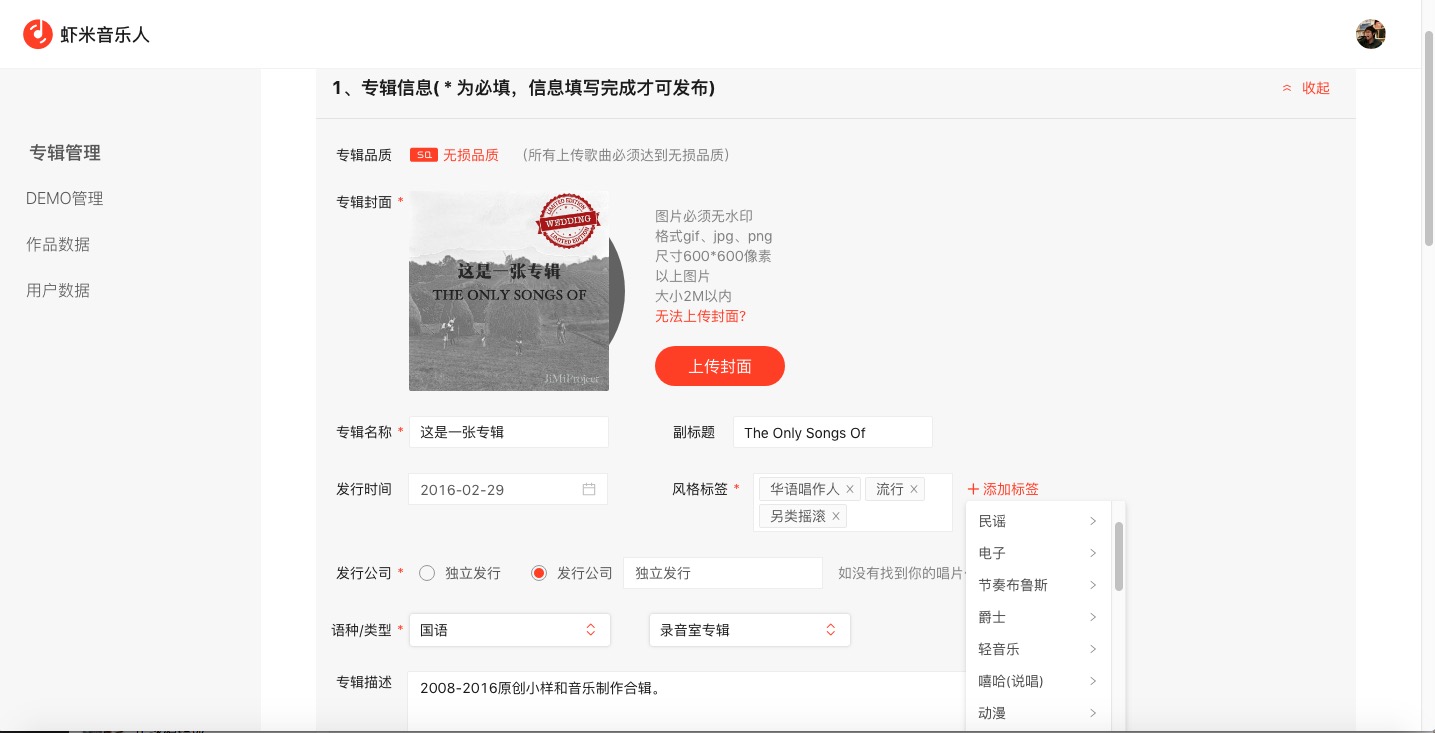 虾米音乐人
1、专辑信息( * 为必填，信息填写完成才可发布)
收起
专辑管理
DEMO管理
作品数据
用户数据
专辑品质 SQ 无损品质 (所有上传歌曲必须达到无损品质)
专辑封面 *
LIMITED EDITION
WEDDING
LIMITED EDITION
这是一张专辑
THE ONLY SONGS OF
JiMi Project
图片必须无水印
格式gif、jpg、png
尺寸600*600像素
以上图片
大小2M以内
无法上传封面?
上传封面
专辑名称 * 这是一张专辑 副标题 The Only Songs Of
发行时间 2016-02-29 风格标签 * 华语唱作人 × 流行 × + 添加标签
另类摇滚 ×
民谣
电子
节奏布鲁斯
爵士
轻音乐
嘻哈(说唱)
动漫
发行公司 * 独立发行 发行公司 独立发行 如没有找到你的唱片
语种/类型 * 国语 录音室专辑
专辑描述 2008-2016原创小样和音乐制作合辑。